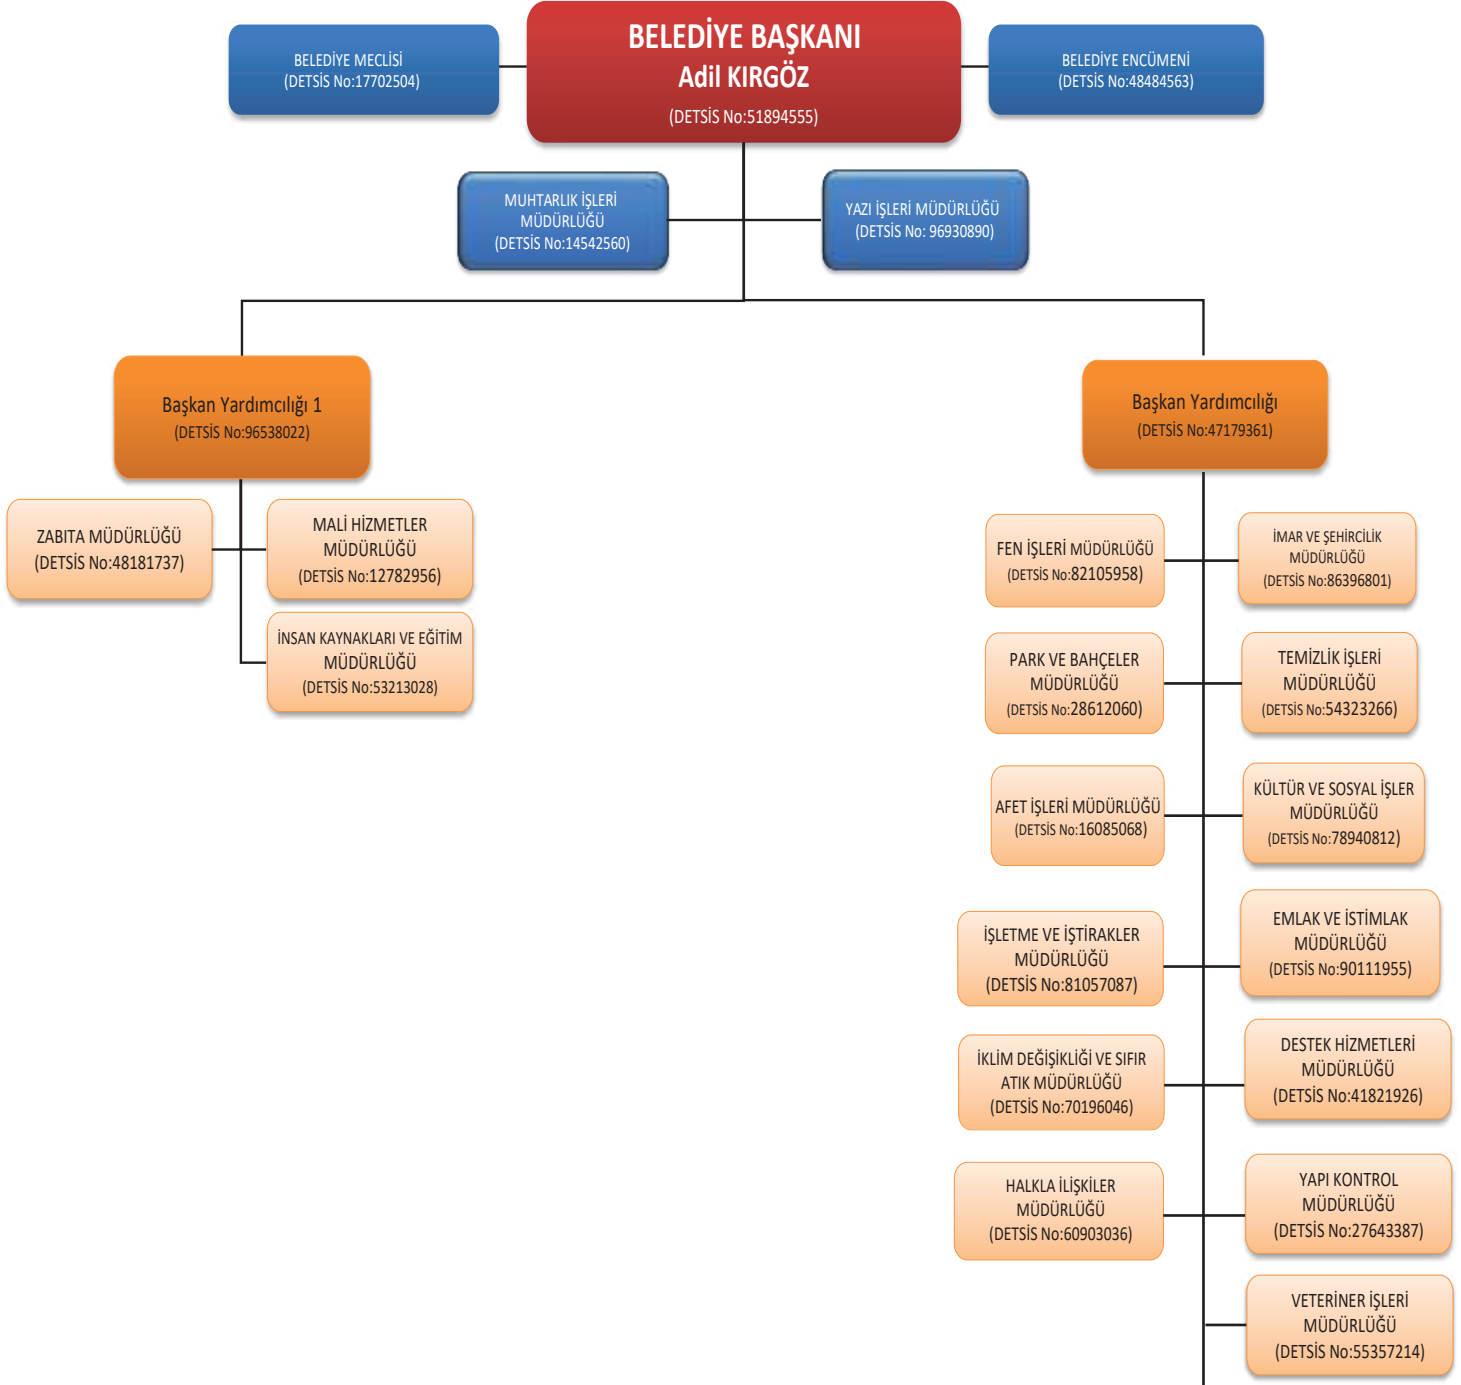 BELEDİYE MECLİSİ
(DETSİS No:17702504)
BELEDİYE BAŞKANI
Adil KIRGÖZ
(DETSİS No:51894555)
BELEDİYE ENCÜMENİ
(DETSİS No:48484563)
MUHTARLIK İŞLERİ
MÜDÜRLÜĞÜ
(DETSİS No:14542560)
YAZI İŞLERİ MÜDÜRLÜĞÜ
(DETSİS No: 96930890)
Başkan Yardımcılığı 1
(DETSİS No:96538022)
ZABITA MÜDÜRLÜĞÜ
(DETSİS No:48181737)
MALİ HİZMETLER
MÜDÜRLÜĞÜ
(DETSİS No:12782956)
İNSAN KAYNAKLARI VE EĞİTİM
MÜDÜRLÜĞÜ
(DETSİS No:53213028)
Başkan Yardımcılığı
(DETSİS No:47179361)
FEN İŞLERİ MÜDÜRLÜĞÜ
(DETSİS No:82105958)
İMAR VE ŞEHİRCİLİK
MÜDÜRLÜĞÜ
(DETSİS No:86396801)
PARK VE BAHÇELER
MÜDÜRLÜĞÜ
(DETSİS No:28612060)
TEMİZLİK İŞLERİ
MÜDÜRLÜĞÜ
(DETSİS No:54323266)
AFET İŞLERİ MÜDÜRLÜĞÜ
(DETSİS No:16085068)
KÜLTÜR VE SOSYAL İŞLER
MÜDÜRLÜĞÜ
(DETSİS No:78940812)
İŞLETME VE İŞTİRAKLER
MÜDÜRLÜĞÜ
(DETSİS No:81057087)
EMLAK VE İSTİMLAK
MÜDÜRLÜĞÜ
(DETSİS No:90111955)
İKLİM DEĞİŞİKLİĞİ VE SIFIR
ATIK MÜDÜRLÜĞÜ
(DETSİS No:70196046)
DESTEK HİZMETLERİ
MÜDÜRLÜĞÜ
(DETSİS No:41821926)
HALKLA İLİŞKİLER
MÜDÜRLÜĞÜ
(DETSİS No:60903036)
YAPI KONTROL
MÜDÜRLÜĞÜ
(DETSİS No:27643387)
VETERİNER İŞLERİ
MÜDÜRLÜĞÜ
(DETSİS No:55357214)